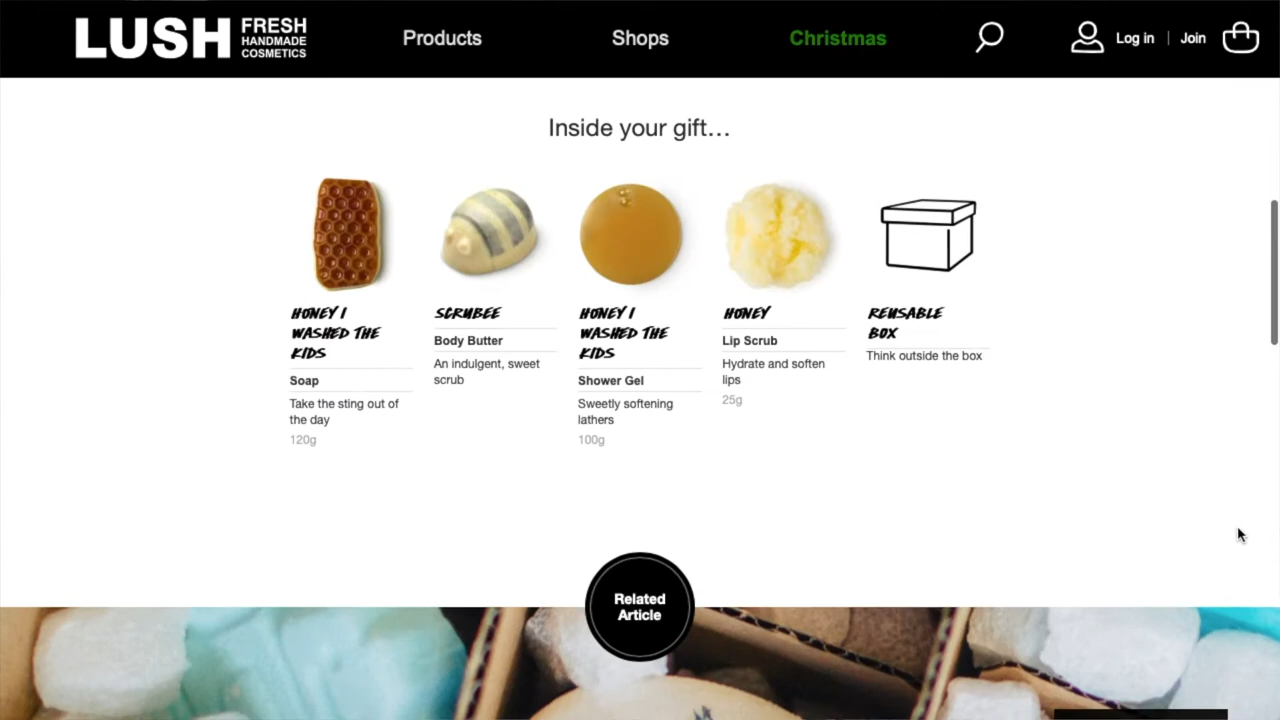 LUSH FRESH HANDMADE COSMETICS
Products
Shops
Christmas
Log in | Join
Inside your gift...
HONEY I
WASHED THE
KIDS
Soap
Take the sting out of
the day
120g
SCRUBEE
Body Butter
An indulgent, sweet
scrub
HONEY I
WASHED THE
KIDS
Shower Gel
Sweetly softening
lathers
100g
HONEY
Lip Scrub
Hydrate and soften
lips
25g
REUSABLE
BOX
Think outside the box
Related
Article